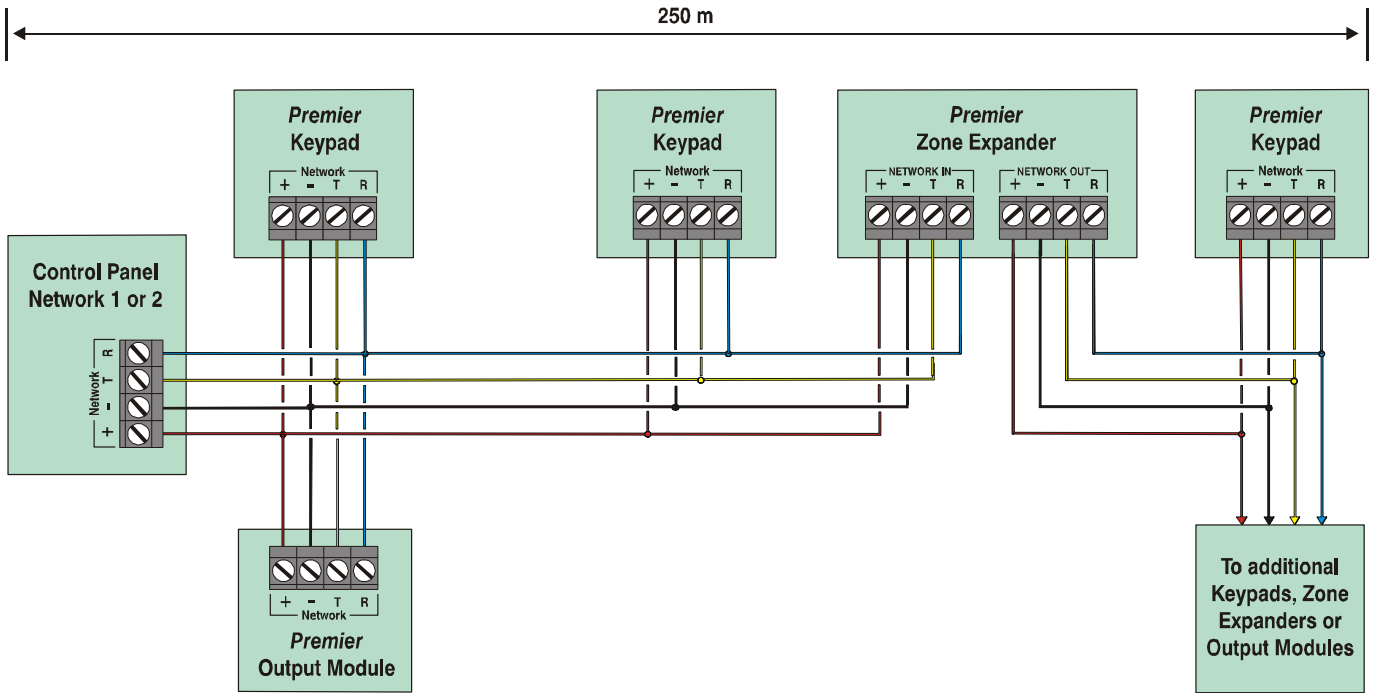 250 m
Premier
Keypad
Network
+ - T R
Premier
Keypad
Network
+ - T R
Premier
Zone Expander
NETWORK IN
+ - T R
NETWORK OUT
+ - T R
Premier
Keypad
Network
+ - T R
Control Panel
Network 1 or 2
Network
R
T
-
+
+ - T R
Network
Premier
Output Module
To additional
Keypads, Zone
Expanders or
Output Modules